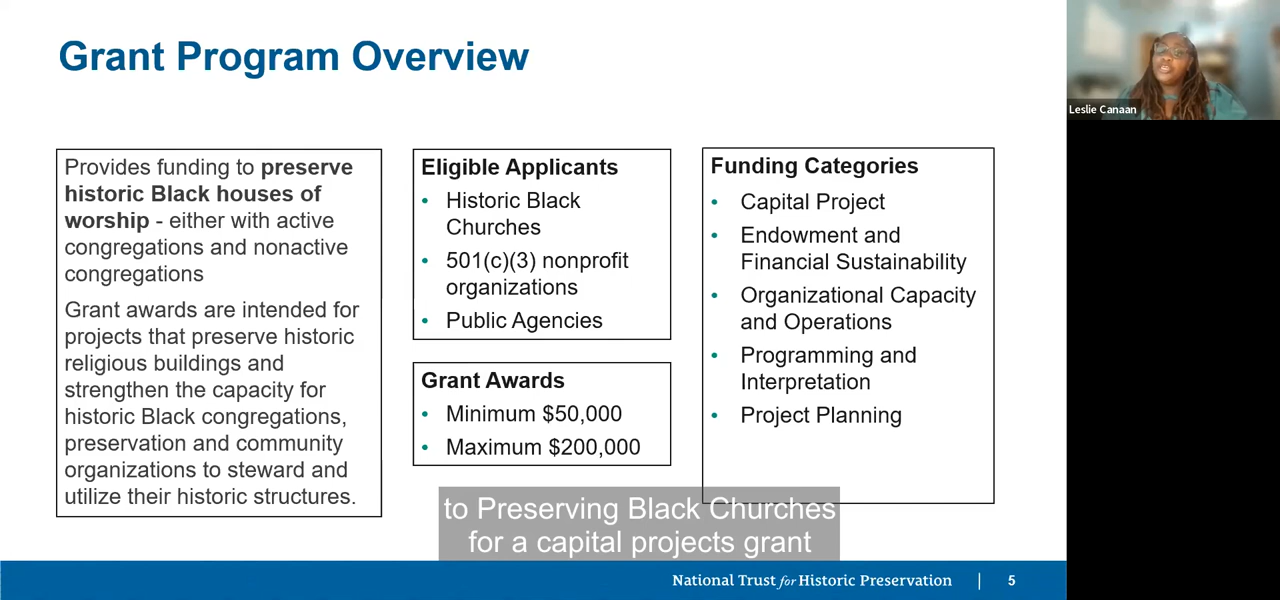 Grant Program Overview
Leslie Canaan
Provides funding to preserve
historic Black houses of
worship - either with active
congregations and nonactive
congregations
Grant awards are intended for
projects that preserve historic
religious buildings and
strengthen the capacity for
historic Black congregations,
preservation and community
organizations to steward and
utilize their historic structures.
Eligible Applicants
• Historic Black
Churches
• 501(c)(3) nonprofit
organizations
• Public Agencies
Grant Awards
• Minimum $50,000
• Maximum $200,000
Funding Categories
• Capital Project
• Endowment and
Financial Sustainability
• Organizational Capacity
and Operations
• Programming and
Interpretation
• Project Planning
to Preserving Black Churches
for a capital projects grant
National Trust for Historic Preservation | 5